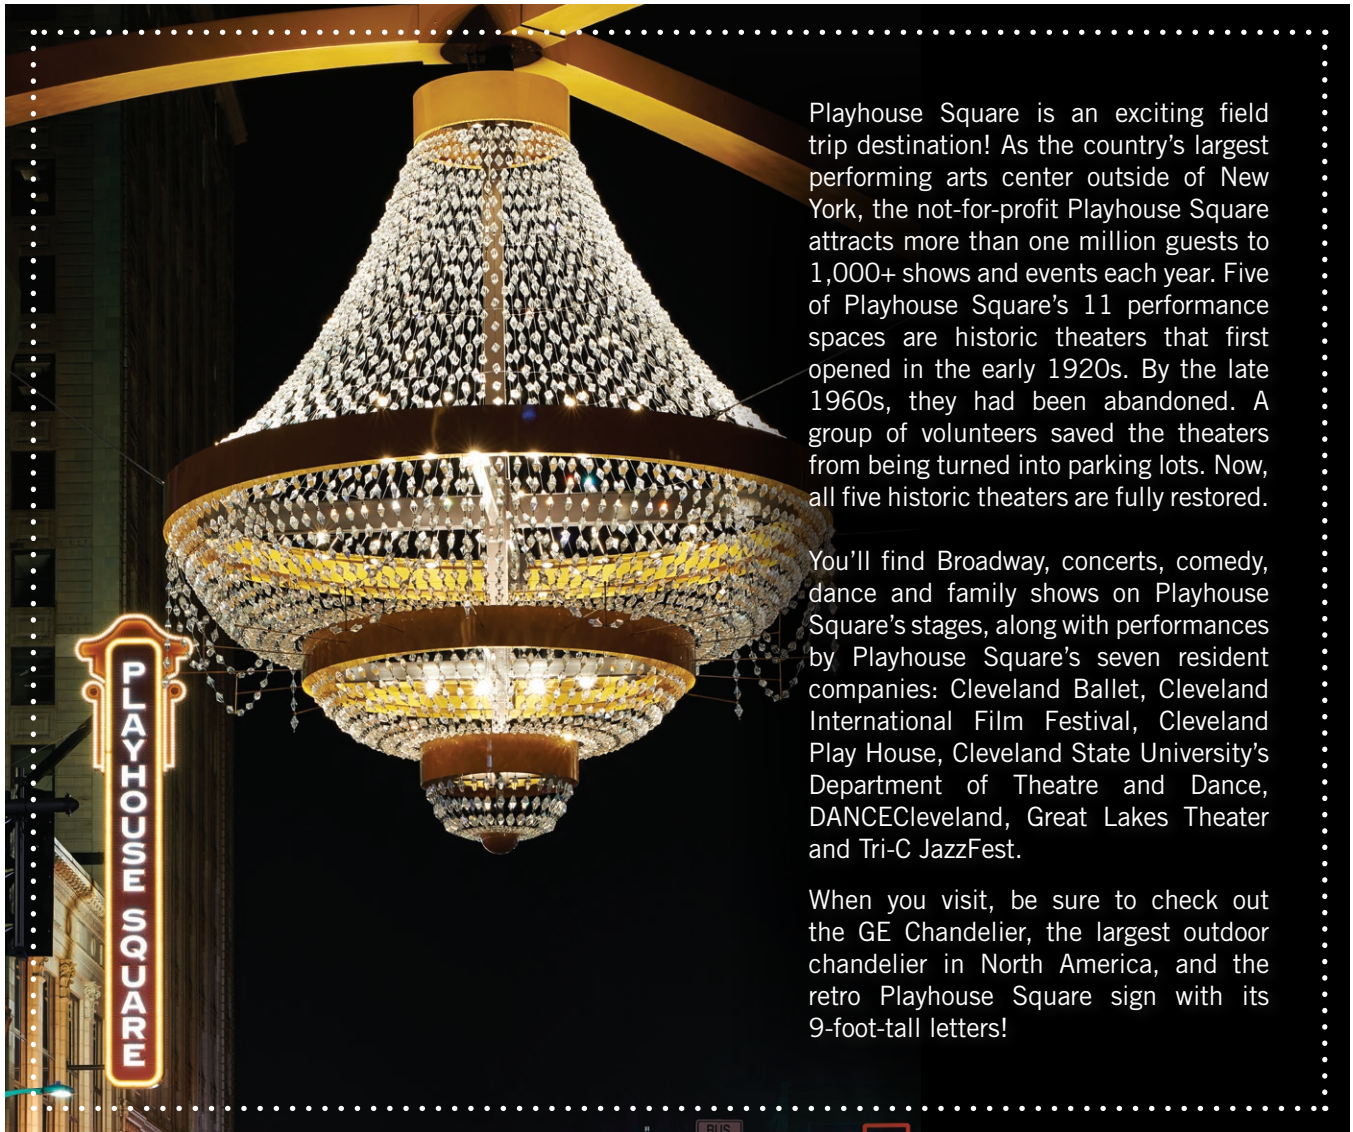 Playhouse Square is an exciting field
trip destination! As the country’s largest
performing arts center outside of New
York, the not-for-profit Playhouse Square
attracts more than one million guests to
1,000+ shows and events each year. Five
of Playhouse Square’s 11 performance
spaces are historic theaters that first
opened in the early 1920s. By the late
1960s, they had been abandoned. A
group of volunteers saved the theaters
from being turned into parking lots. Now,
all five historic theaters are fully restored.
You’ll find Broadway, concerts, comedy,
dance and family shows on Playhouse
Square’s stages, along with performances
by Playhouse Square’s seven resident
companies: Cleveland Ballet, Cleveland
International Film Festival, Cleveland
Play House, Cleveland State University’s
Department of Theatre and Dance,
DANCECleveland, Great Lakes Theater
and Tri-C JazzFest.
When you visit, be sure to check out
the GE Chandelier, the largest outdoor
chandelier in North America, and the
retro Playhouse Square sign with its
9-foot-tall letters!
PLAYHOUSE SQUARE
BUS